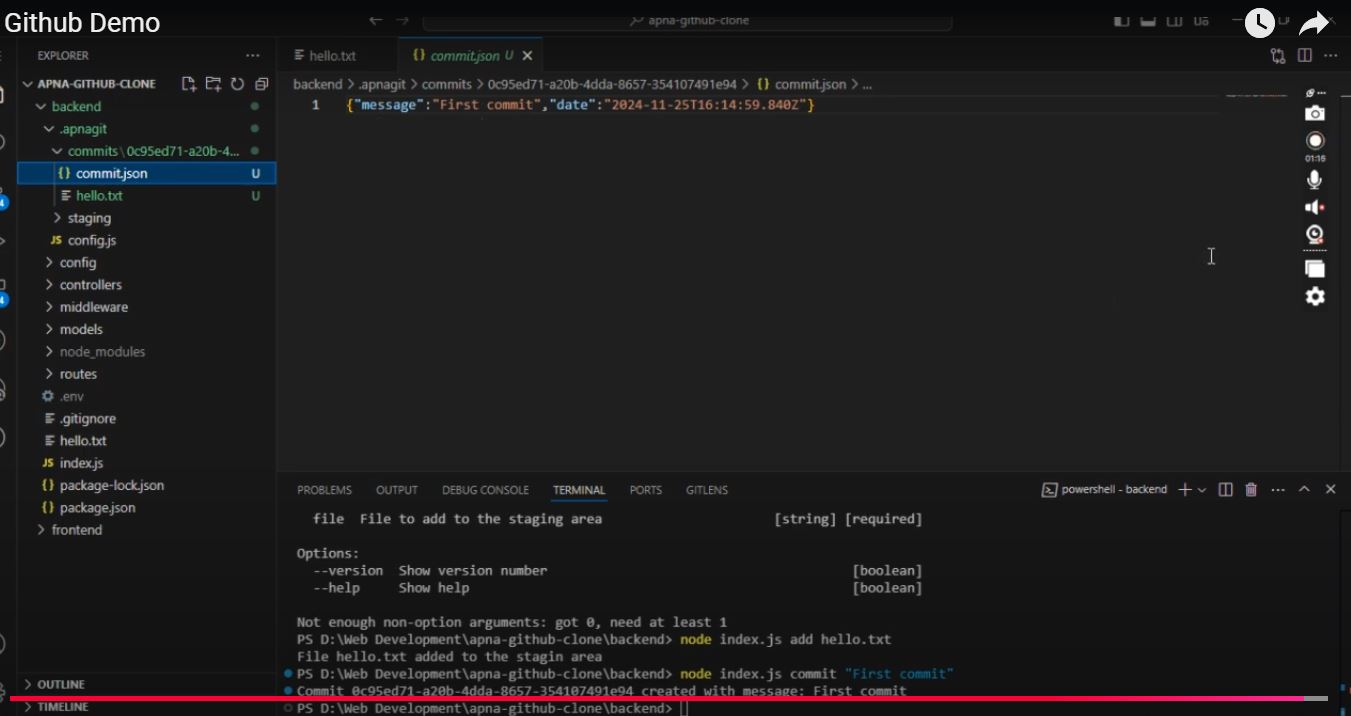 Github Demo
apna-github-clone
EXPLORER
hello.txt
{} commit.json U
APNA-GITHUB-CLONE
backend > .apnagit > commits > 0c95ed71-a20b-4dda-8657-354107491e94 > {} commit.json > ...
backend
1 {"message":"First commit","date":"2024-11-25T16:14:59.840Z"}
.apnagit
commits\0c95ed71-a20b-4...
{} commit.json U
hello.txt U
staging
JS config.js
config
controllers
middleware
models
node_modules
routes
.env
.gitignore
hello.txt
JS index.js
{} package-lock.json
{} package.json
frontend
OUTLINE
TIMELINE
01:16
PROBLEMS OUTPUT DEBUG CONSOLE TERMINAL PORTS GITLENS
powershell - backend
file File to add to the staging area [string] [required]
Options:
--version Show version number [boolean]
--help Show help [boolean]
Not enough non-option arguments: got 0, need at least 1
PS D:\Web Development\apna-github-clone\backend> node index.js add hello.txt
File hello.txt added to the stagin area
PS D:\Web Development\apna-github-clone\backend> node index.js commit "First commit"
Commit 0c95ed71-a20b-4dda-8657-354107491e94 created with message: First commit
PS D:\Web Development\apna-github-clone\backend>